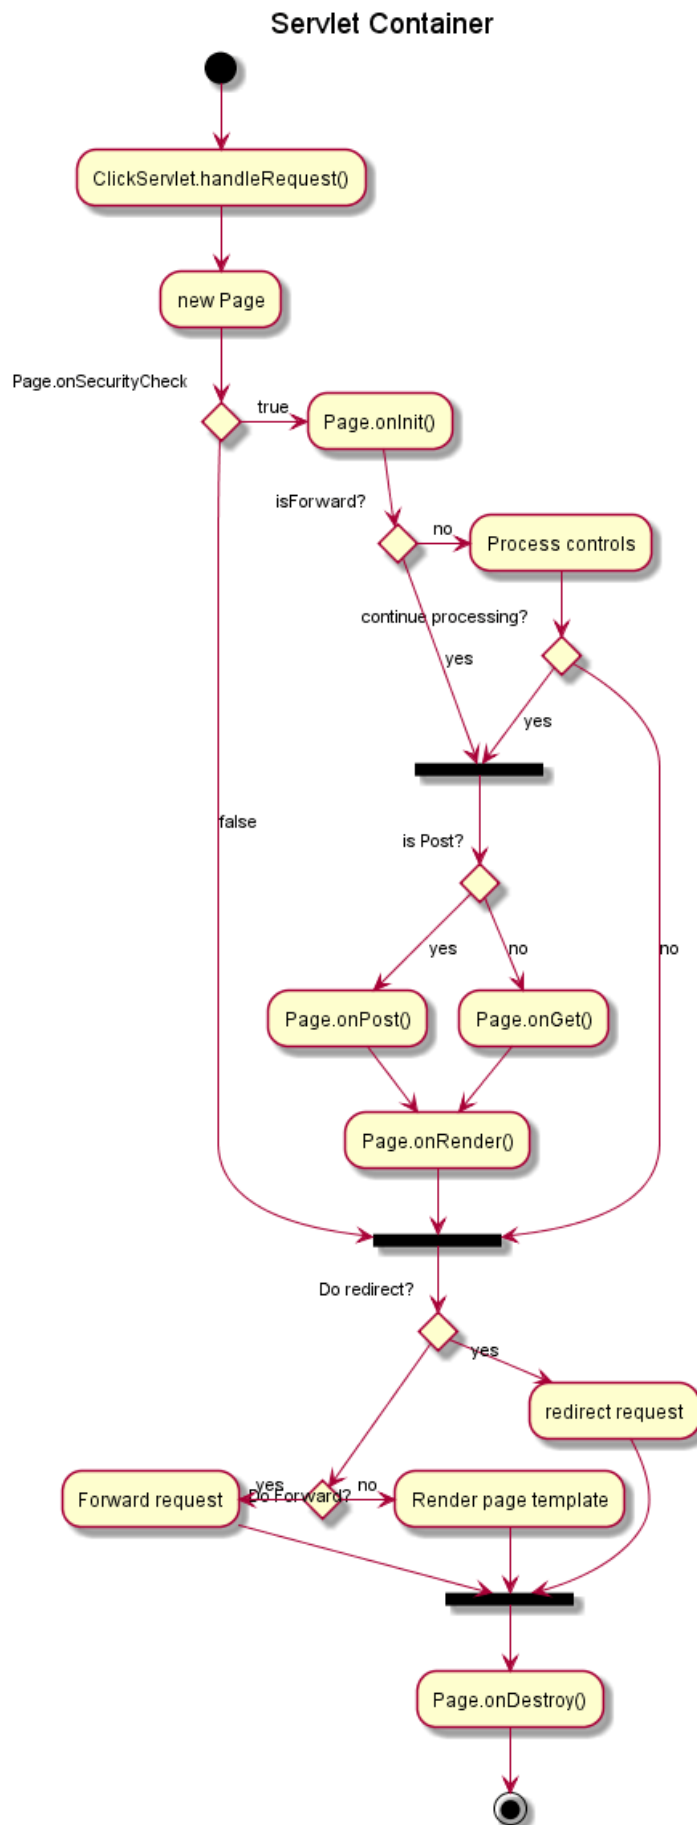 Servlet Container
ClickServlet.handleRequest()
new Page
Page.onSecurityCheck
true
Page.onInit()
isForward?
no
Process controls
continue processing?
yes
yes
false
is Post?
yes
no
no
Page.onPost()
Page.onGet()
Page.onRender()
Do redirect?
yes
redirect request
Forward request
yes
Do Forward?
no
Render page template
Page.onDestroy()